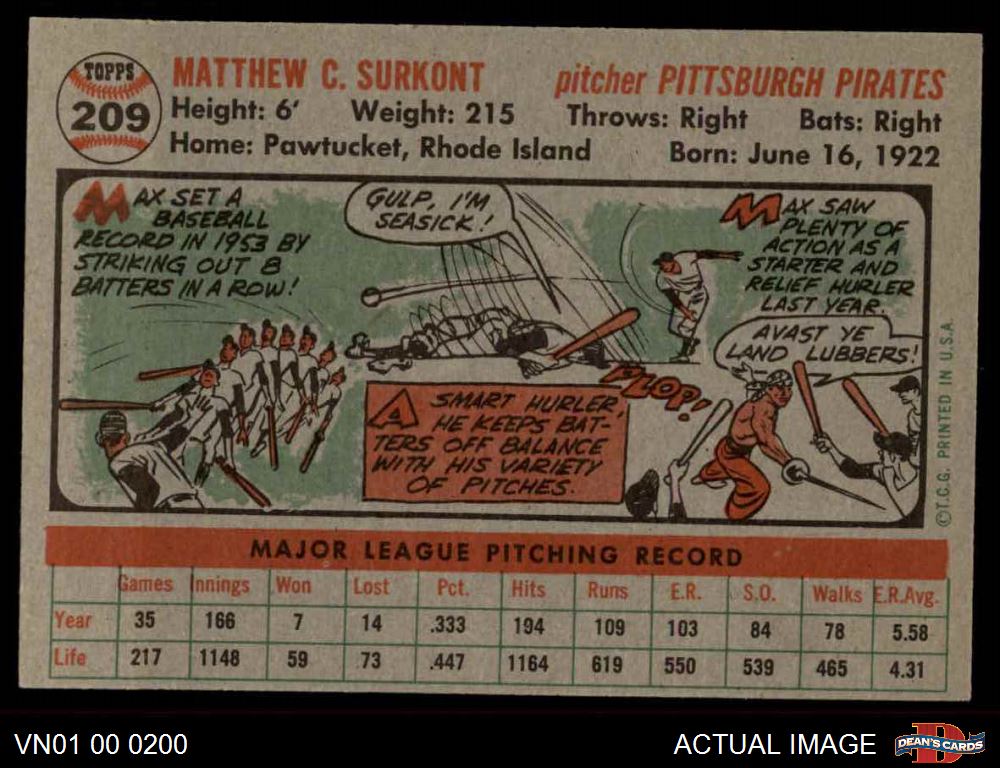 TOPPS
209
MATTHEW C. SURKONT pitcher PITTSBURGH PIRATES
Height: 6' Weight: 215 Throws: Right Bats: Right
Home: Pawtucket, Rhode Island Born: June 16, 1922
MAX SET A
BASEBALL
RECORD IN 1953 BY
STRIKING OUT 8
BATTERS IN A ROW!
GULP, I'M
SEASICK!
MAX SAW
PLENTY OF
ACTION AS A
STARTER AND
RELIEF HURLER
LAST YEAR.
AVAST YE
LAND LUBBERS!
PLOP!
A SMART HURLER,
HE KEEPS BAT-
TERS OFF BALANCE
WITH HIS VARIETY
OF PITCHES.
©T.C.G. PRINTED IN U.S.A.
MAJOR LEAGUE PITCHING RECORD
Games Innings Won Lost Pct. Hits Runs E.R. S.O. Walks E.R.Avg.
Year 35 166 7 14 .333 194 109 103 84 78 5.58
Life 217 1148 59 73 .447 1164 619 550 539 465 4.31
VN01 00 0200
ACTUAL IMAGE
D
DEAN'S CARDS